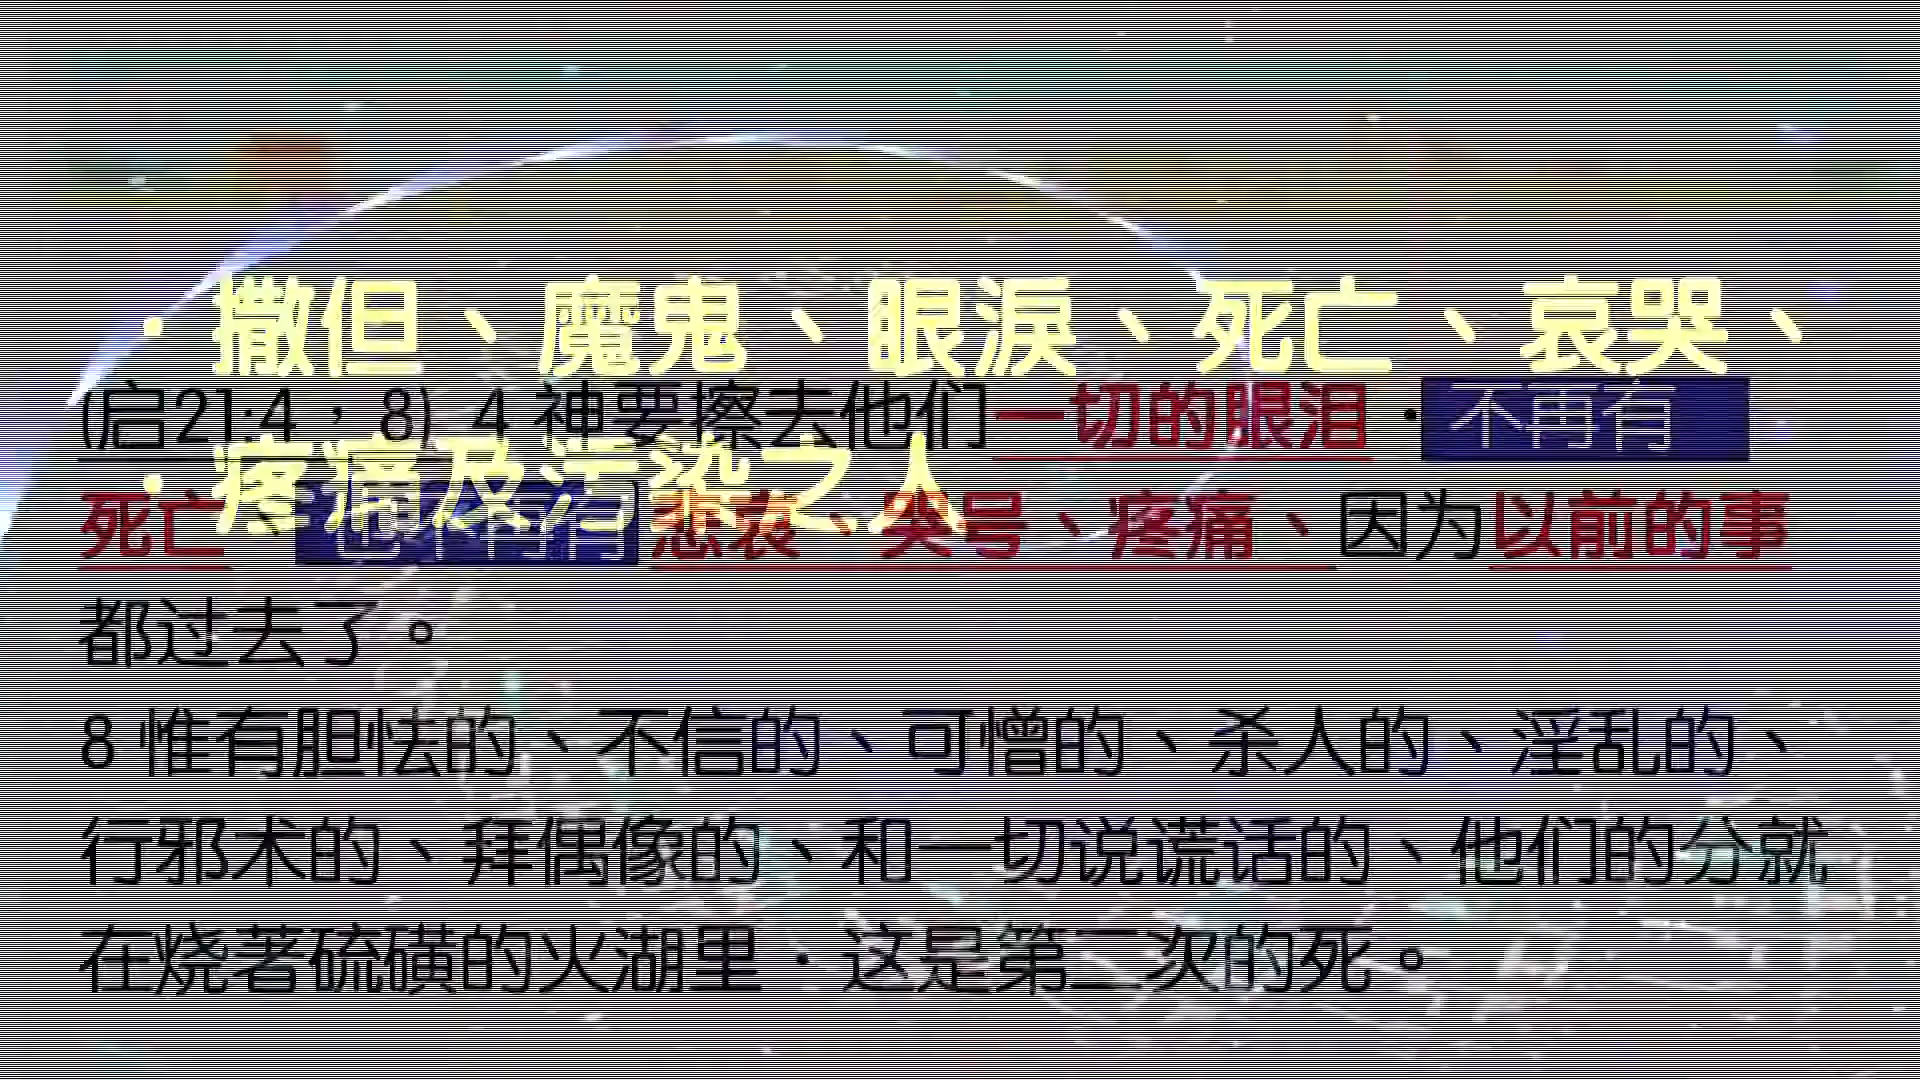 · 撒但、魔鬼、眼淚、死亡、哀哭、
(启21:4，8) 4 神要擦去他们一切的眼泪·不再有
· 疼痛及污染之人
死亡 也不再有悲哀、哭号、疼痛、因为以前的事
都过去了。
8 惟有胆怯的、不信的、可憎的、杀人的、淫乱的、
行邪术的、拜偶像的、和一切说谎话的、他们的分就
在烧著硫磺的火湖里·这是第二次的死。